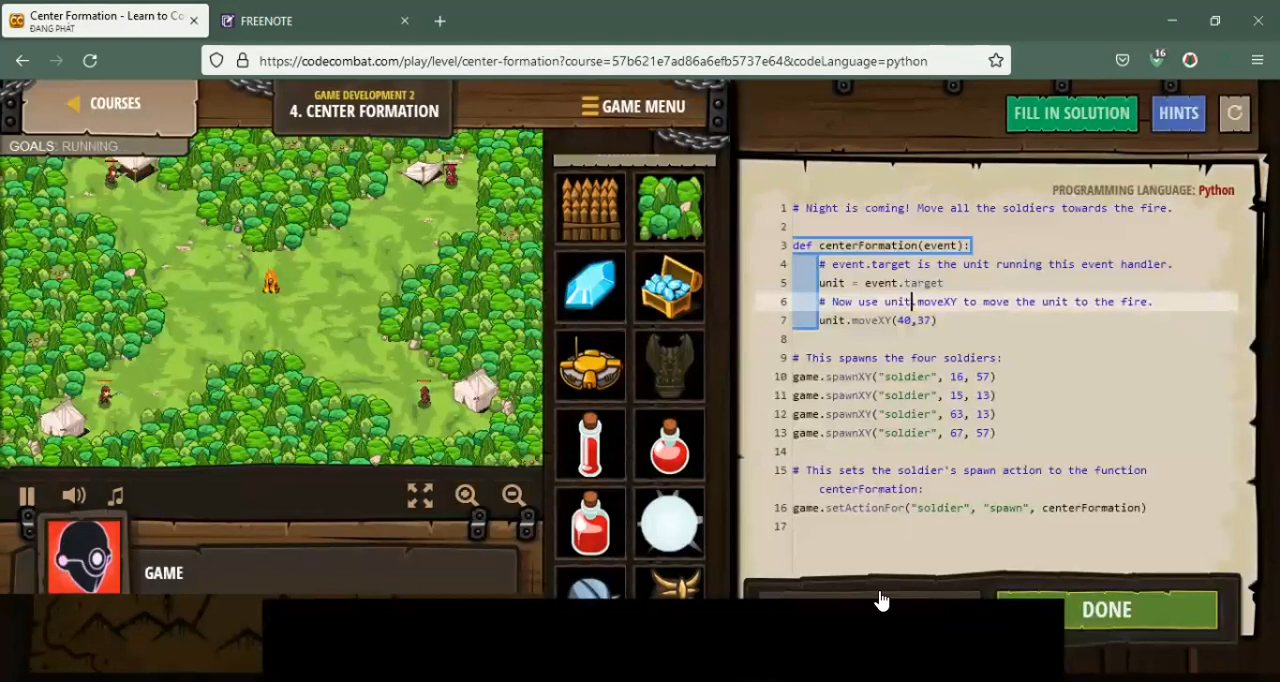 Center Formation - Learn to Co
ĐANG PHÁT
FREENOTE
https://codecombat.com/play/level/center-formation?course=57b621e7ad86a6efb5737e64&codeLanguage=python
16
COURSES
GAME DEVELOPMENT 2
4. CENTER FORMATION
GAME MENU
FILL IN SOLUTION
HINTS
GOALS: RUNNING
PROGRAMMING LANGUAGE: Python
1 # Night is coming! Move all the soldiers towards the fire.
2
3 def centerFormation(event):
4 # event.target is the unit running this event handler.
5 unit = event.target
6 # Now use unit.moveXY to move the unit to the fire.
7 unit.moveXY(40,37)
8
9 # This spawns the four soldiers:
10 game.spawnXY("soldier", 16, 57)
11 game.spawnXY("soldier", 15, 13)
12 game.spawnXY("soldier", 63, 13)
13 game.spawnXY("soldier", 67, 57)
14
15 # This sets the soldier's spawn action to the function
centerFormation:
16 game.setActionFor("soldier", "spawn", centerFormation)
17
GAME
DONE